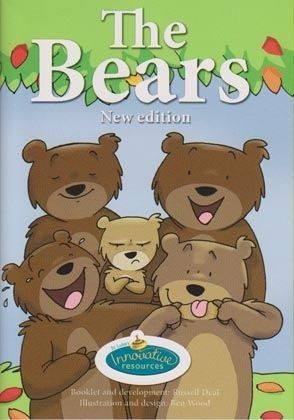 The
Bears
New edition
St Luke's
Innovative
resources
Booklet and development: Russell Deal
Illustration and design: Ben Wood